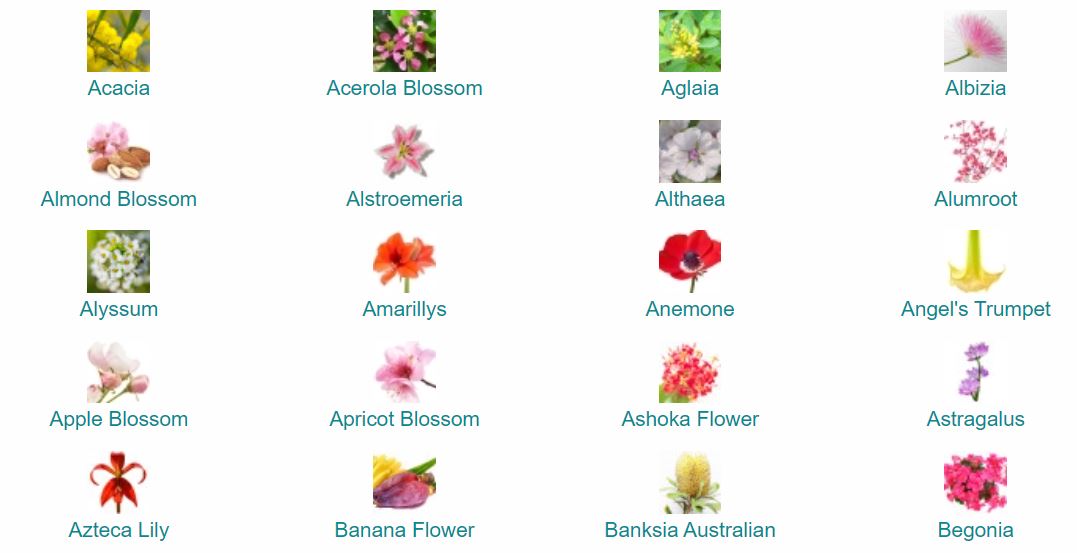 Acacia
Acerola Blossom
Aglaia
Albizia
Almond Blossom
Alstroemeria
Althaea
Alumroot
Alyssum
Amarillys
Anemone
Angel's Trumpet
Apple Blossom
Apricot Blossom
Ashoka Flower
Astragalus
Azteca Lily
Banana Flower
Banksia Australian
Begonia